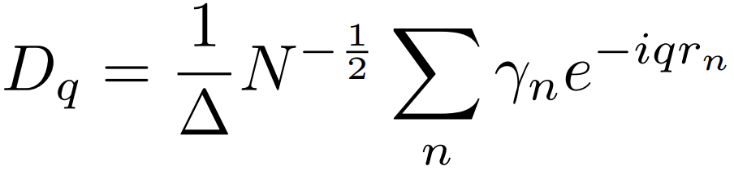 D_q = \frac{1}{\Delta} N^{-\frac{1}{2}} \sum_n \gamma_n e^{-iqr_n}